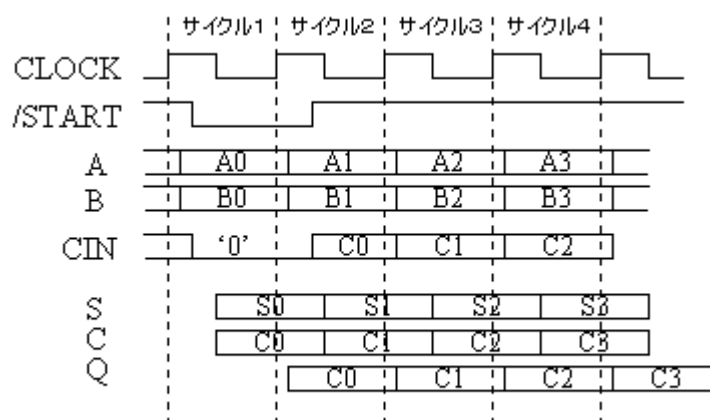 サイクル1 サイクル2 サイクル3 サイクル4
CLOCK
/START
A A0 A1 A2 A3
B B0 B1 B2 B3
CIN '0' C0 C1 C2
S S0 S1 S2 S3
C C0 C1 C2 C3
Q C0 C1 C2 C3